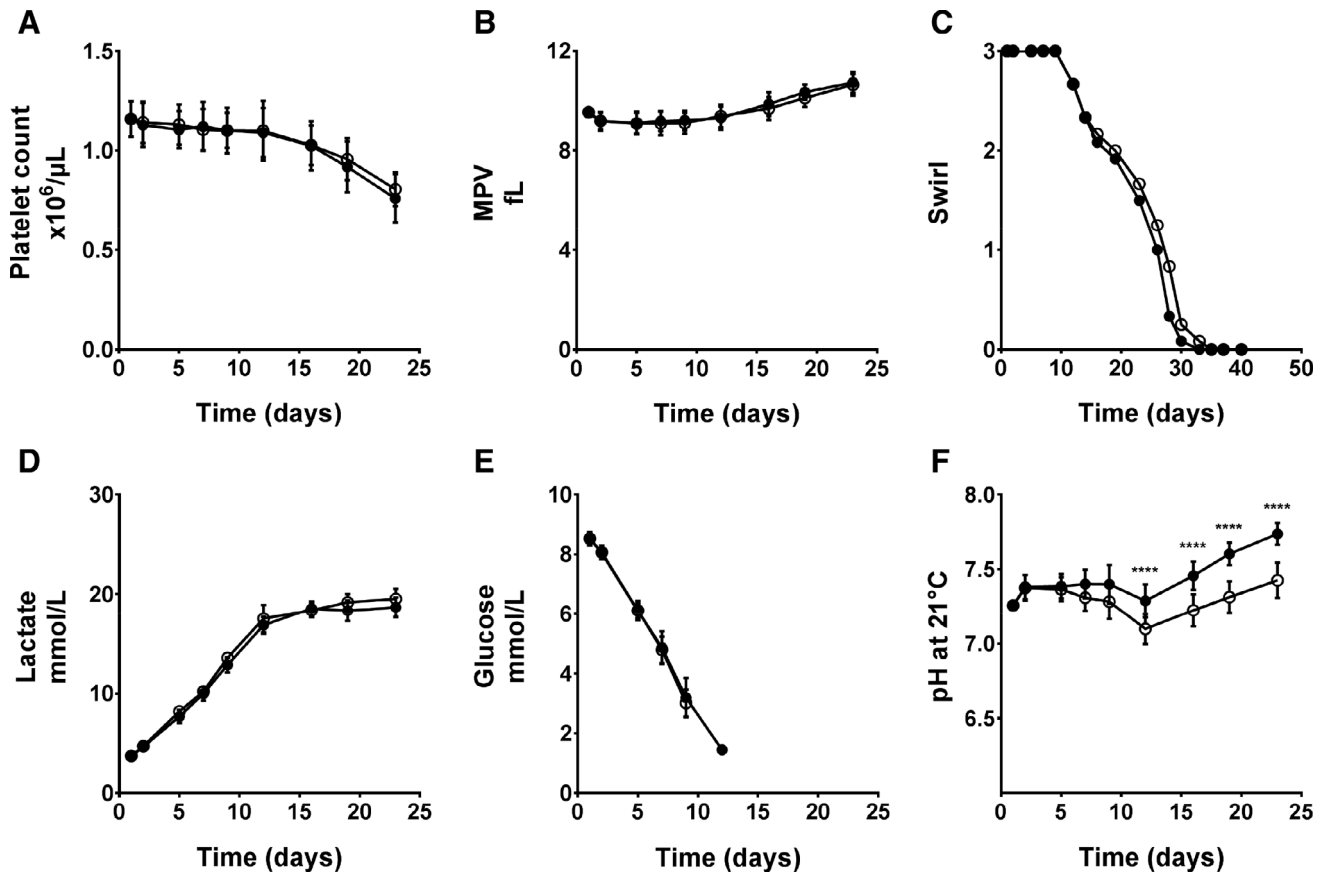 A
Platelet count
x10⁶/µL
1.5
1.0
0.5
0.0
0 5 10 15 20 25
Time (days)
B
MPV
fL
12
8
4
0
0 5 10 15 20 25
Time (days)
C
Swirl
3
2
1
0
0 10 20 30 40 50
Time (days)
D
Lactate
mmol/L
30
20
10
0
0 5 10 15 20 25
Time (days)
E
Glucose
mmol/L
10
8
6
4
2
0
0 5 10 15 20 25
Time (days)
F
pH at 21°C
8.0
7.5
7.0
6.5
**** **** **** ****
0 5 10 15 20 25
Time (days)